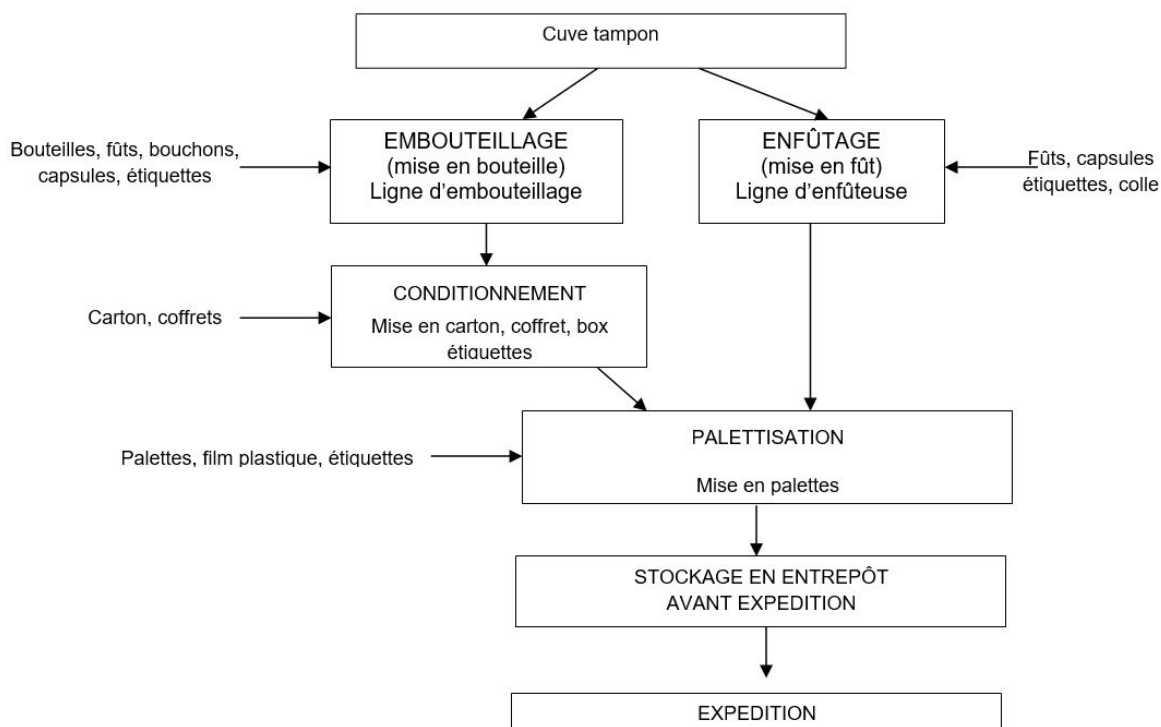 Cuve tampon
EMBOUTEILLAGE
(mise en bouteille)
Ligne d'embouteillage
ENFÛTAGE
(mise en fût)
Ligne d'enfûteuse
Bouteilles, fûts, bouchons,
capsules, étiquettes
Fûts, capsules
étiquettes, colle
CONDITIONNEMENT
Mise en carton, coffret, box
étiquettes
Carton, coffrets
PALETTISATION
Mise en palettes
Palettes, film plastique, étiquettes
STOCKAGE EN ENTREPÔT
AVANT EXPEDITION
EXPEDITION